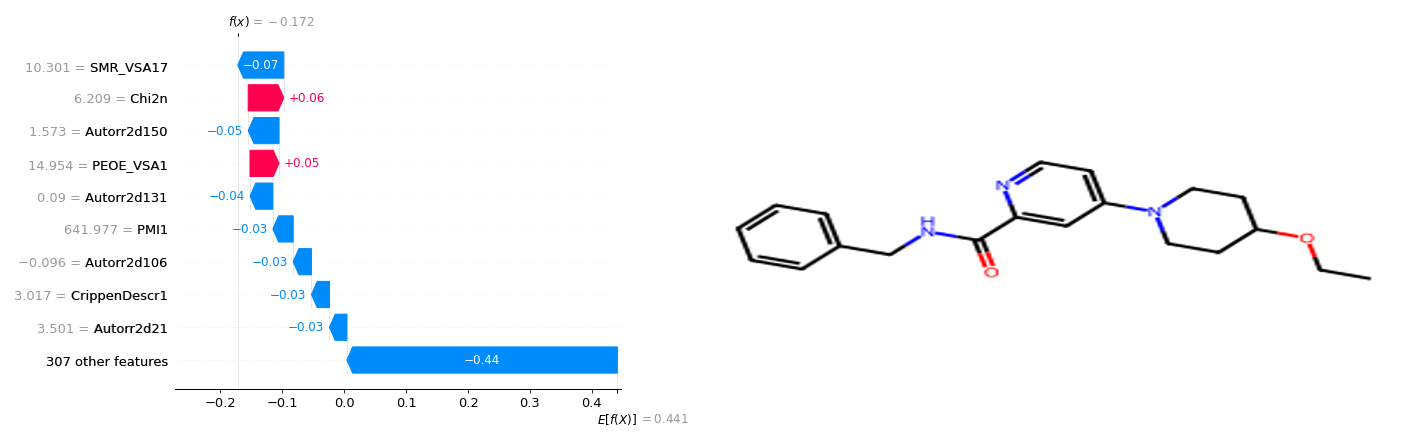 f(x) = −0.172
10.301 = SMR_VSA17
−0.07
6.209 = Chi2n
+0.06
1.573 = Autorr2d150
−0.05
14.954 = PEOE_VSA1
+0.05
0.09 = Autorr2d131
−0.04
641.977 = PMI1
−0.03
−0.096 = Autorr2d106
−0.03
3.017 = CrippenDescr1
−0.03
3.501 = Autorr2d21
−0.03
307 other features
−0.44
−0.2 −0.1 0.0 0.1 0.2 0.3 0.4
E[f(X)] = 0.441
N
H
N
O
N
O